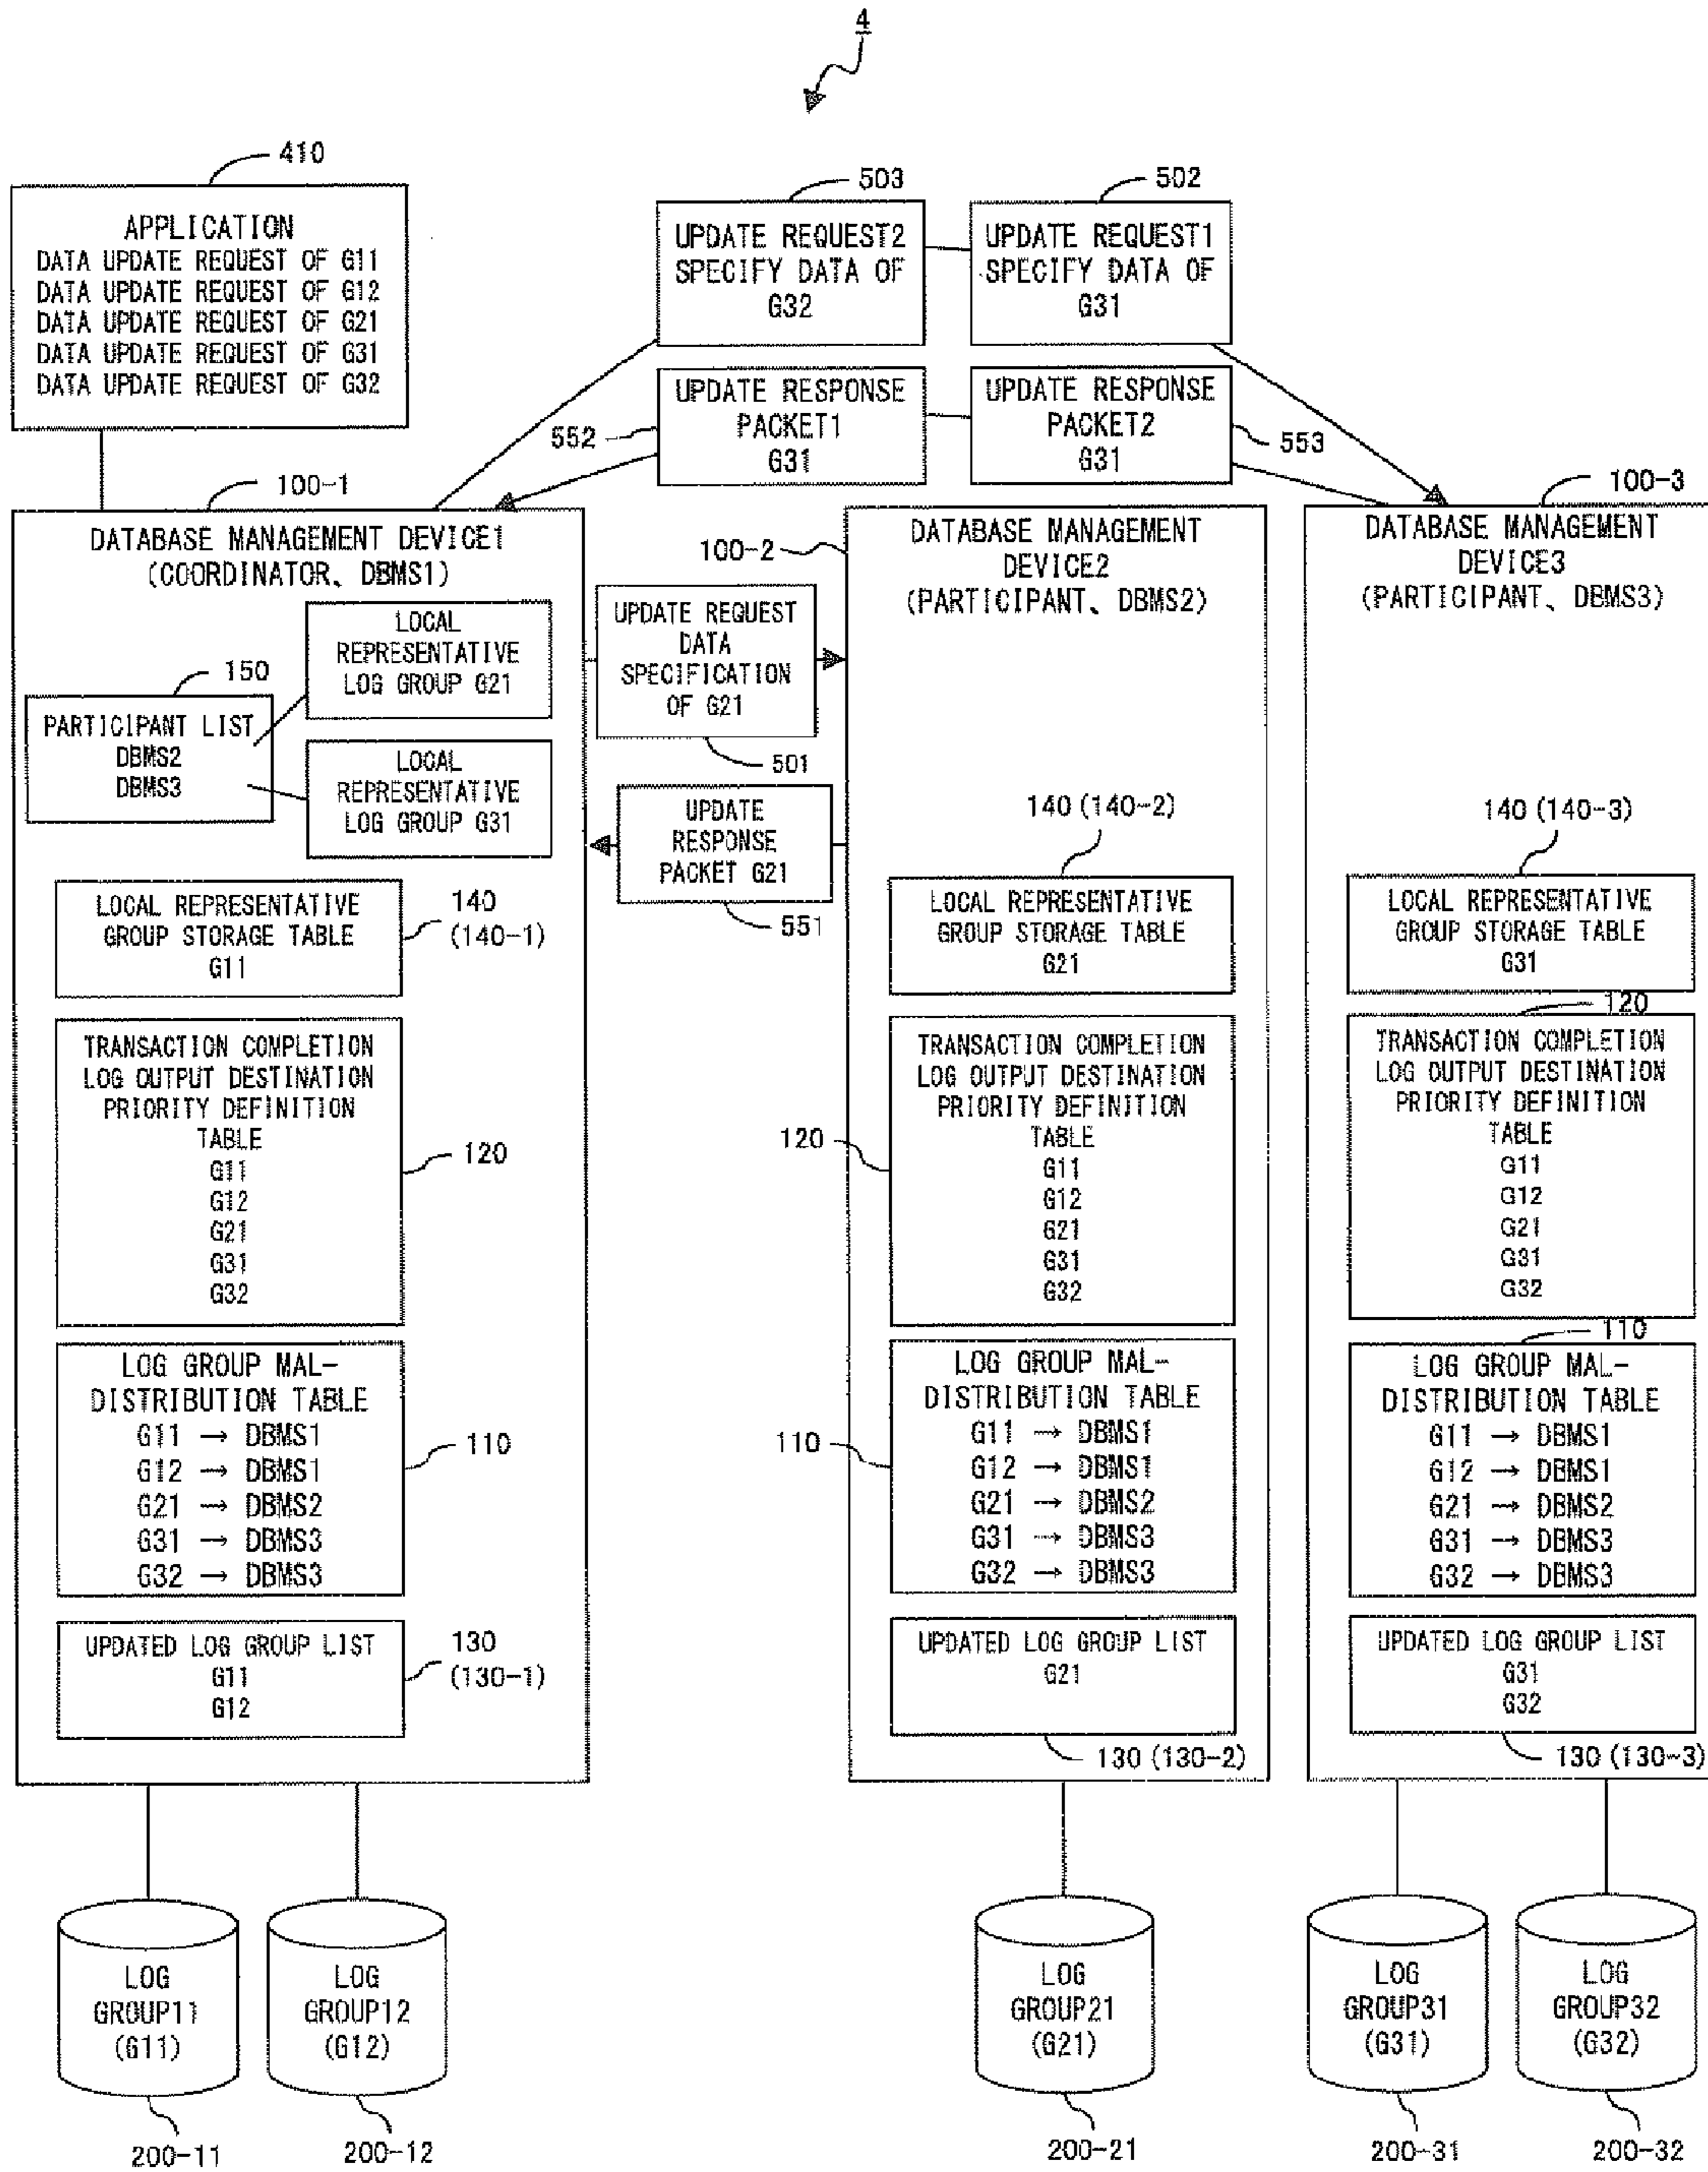 4
410
APPLICATION
DATA UPDATE REQUEST OF G11
DATA UPDATE REQUEST OF G12
DATA UPDATE REQUEST OF G21
DATA UPDATE REQUEST OF G31
DATA UPDATE REQUEST OF G32
503
UPDATE REQUEST2
SPECIFY DATA OF
G32
502
UPDATE REQUEST1
SPECIFY DATA OF
G31
552
UPDATE RESPONSE
PACKET1
G31
UPDATE RESPONSE
PACKET2
G31
553
100-1
DATABASE MANAGEMENT DEVICE1
(COORDINATOR、DBMS1)
150
PARTICIPANT LIST
DBMS2
DBMS3
LOCAL
REPRESENTATIVE
LOG GROUP G21
LOCAL
REPRESENTATIVE
LOG GROUP G31
LOCAL REPRESENTATIVE
GROUP STORAGE TABLE
G11
140
(140-1)
TRANSACTION COMPLETION
LOG OUTPUT DESTINATION
PRIORITY DEFINITION
TABLE
G11
G12
G21
G31
G32
120
LOG GROUP MAL-
DISTRIBUTION TABLE
G11 → DBMS1
G12 → DBMS1
G21 → DBMS2
G31 → DBMS3
G32 → DBMS3
110
UPDATED LOG GROUP LIST
G11
G12
130
(130-1)
UPDATE REQUEST
DATA
SPECIFICATION
OF G21
501
UPDATE
RESPONSE
PACKET G21
551
100-2
DATABASE MANAGEMENT
DEVICE2
(PARTICIPANT、DBMS2)
140 (140-2)
LOCAL REPRESENTATIVE
GROUP STORAGE TABLE
G21
TRANSACTION COMPLETION
LOG OUTPUT DESTINATION
PRIORITY DEFINITION
TABLE
G11
G12
G21
G31
G32
120
LOG GROUP MAL-
DISTRIBUTION TABLE
G11 → DBMS1
G12 → DBMS1
G21 → DBMS2
G31 → DBMS3
G32 → DBMS3
110
UPDATED LOG GROUP LIST
G21
130 (130-2)
100-3
DATABASE MANAGEMENT
DEVICE3
(PARTICIPANT、DBMS3)
140 (140-3)
LOCAL REPRESENTATIVE
GROUP STORAGE TABLE
G31
120
TRANSACTION COMPLETION
LOG OUTPUT DESTINATION
PRIORITY DEFINITION
TABLE
G11
G12
G21
G31
G32
110
LOG GROUP MAL-
DISTRIBUTION TABLE
G11 → DBMS1
G12 → DBMS1
G21 → DBMS2
G31 → DBMS3
G32 → DBMS3
UPDATED LOG GROUP LIST
G31
G32
130 (130-3)
LOG
GROUP11
(G11)
200-11
LOG
GROUP12
(G12)
200-12
LOG
GROUP21
(G21)
200-21
LOG
GROUP31
(G31)
200-31
LOG
GROUP32
(G32)
200-32